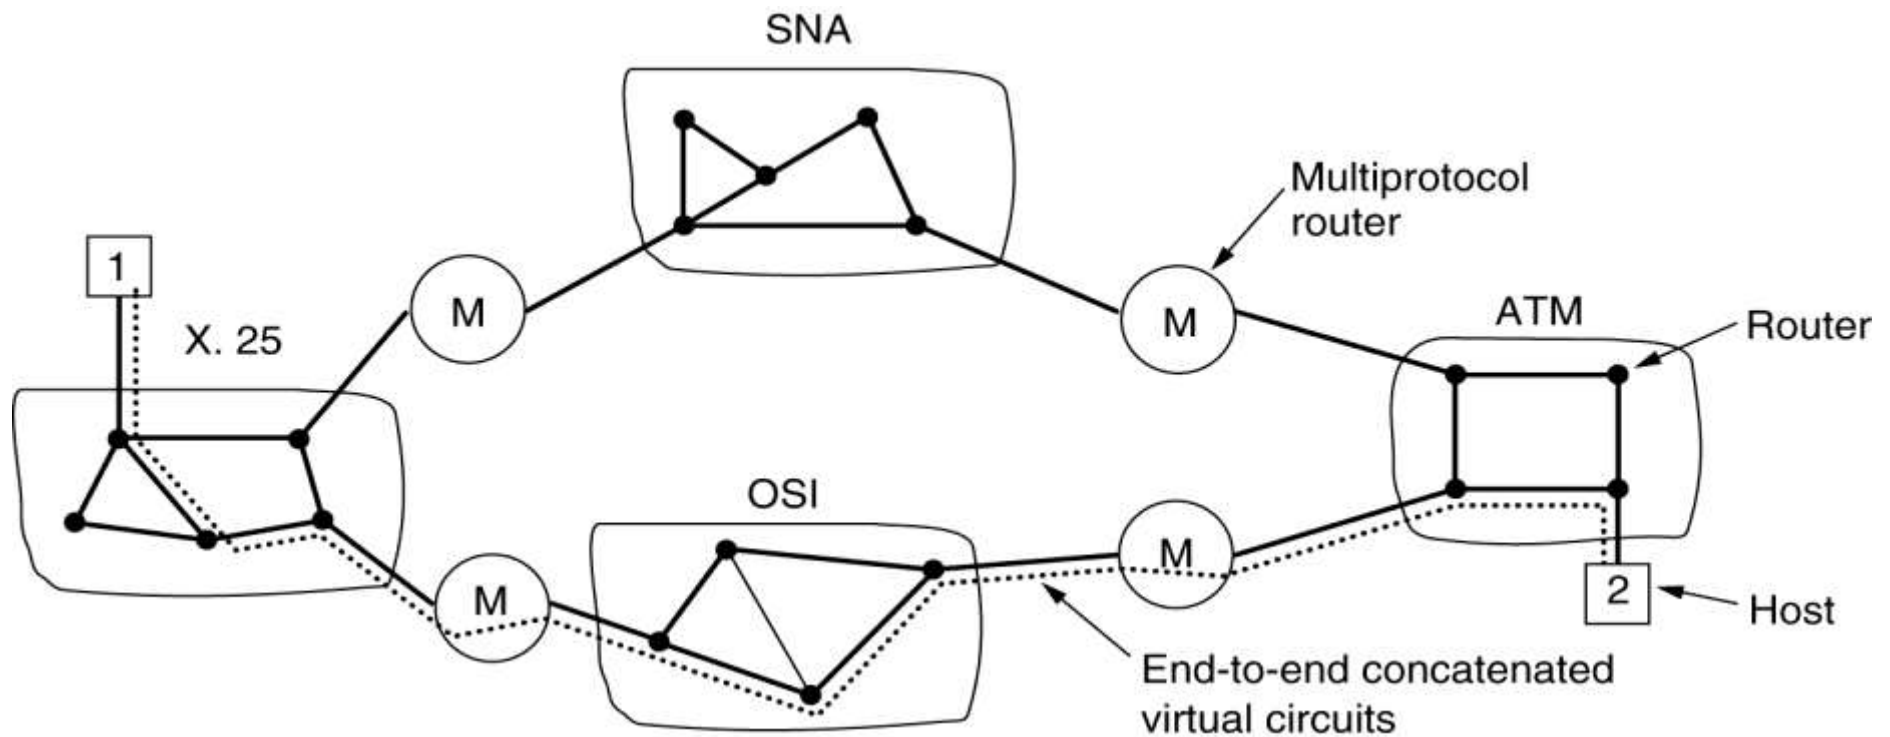 SNA
Multiprotocol
router
1
X. 25
M
M
ATM
Router
OSI
M
M
2
Host
End-to-end concatenated
virtual circuits